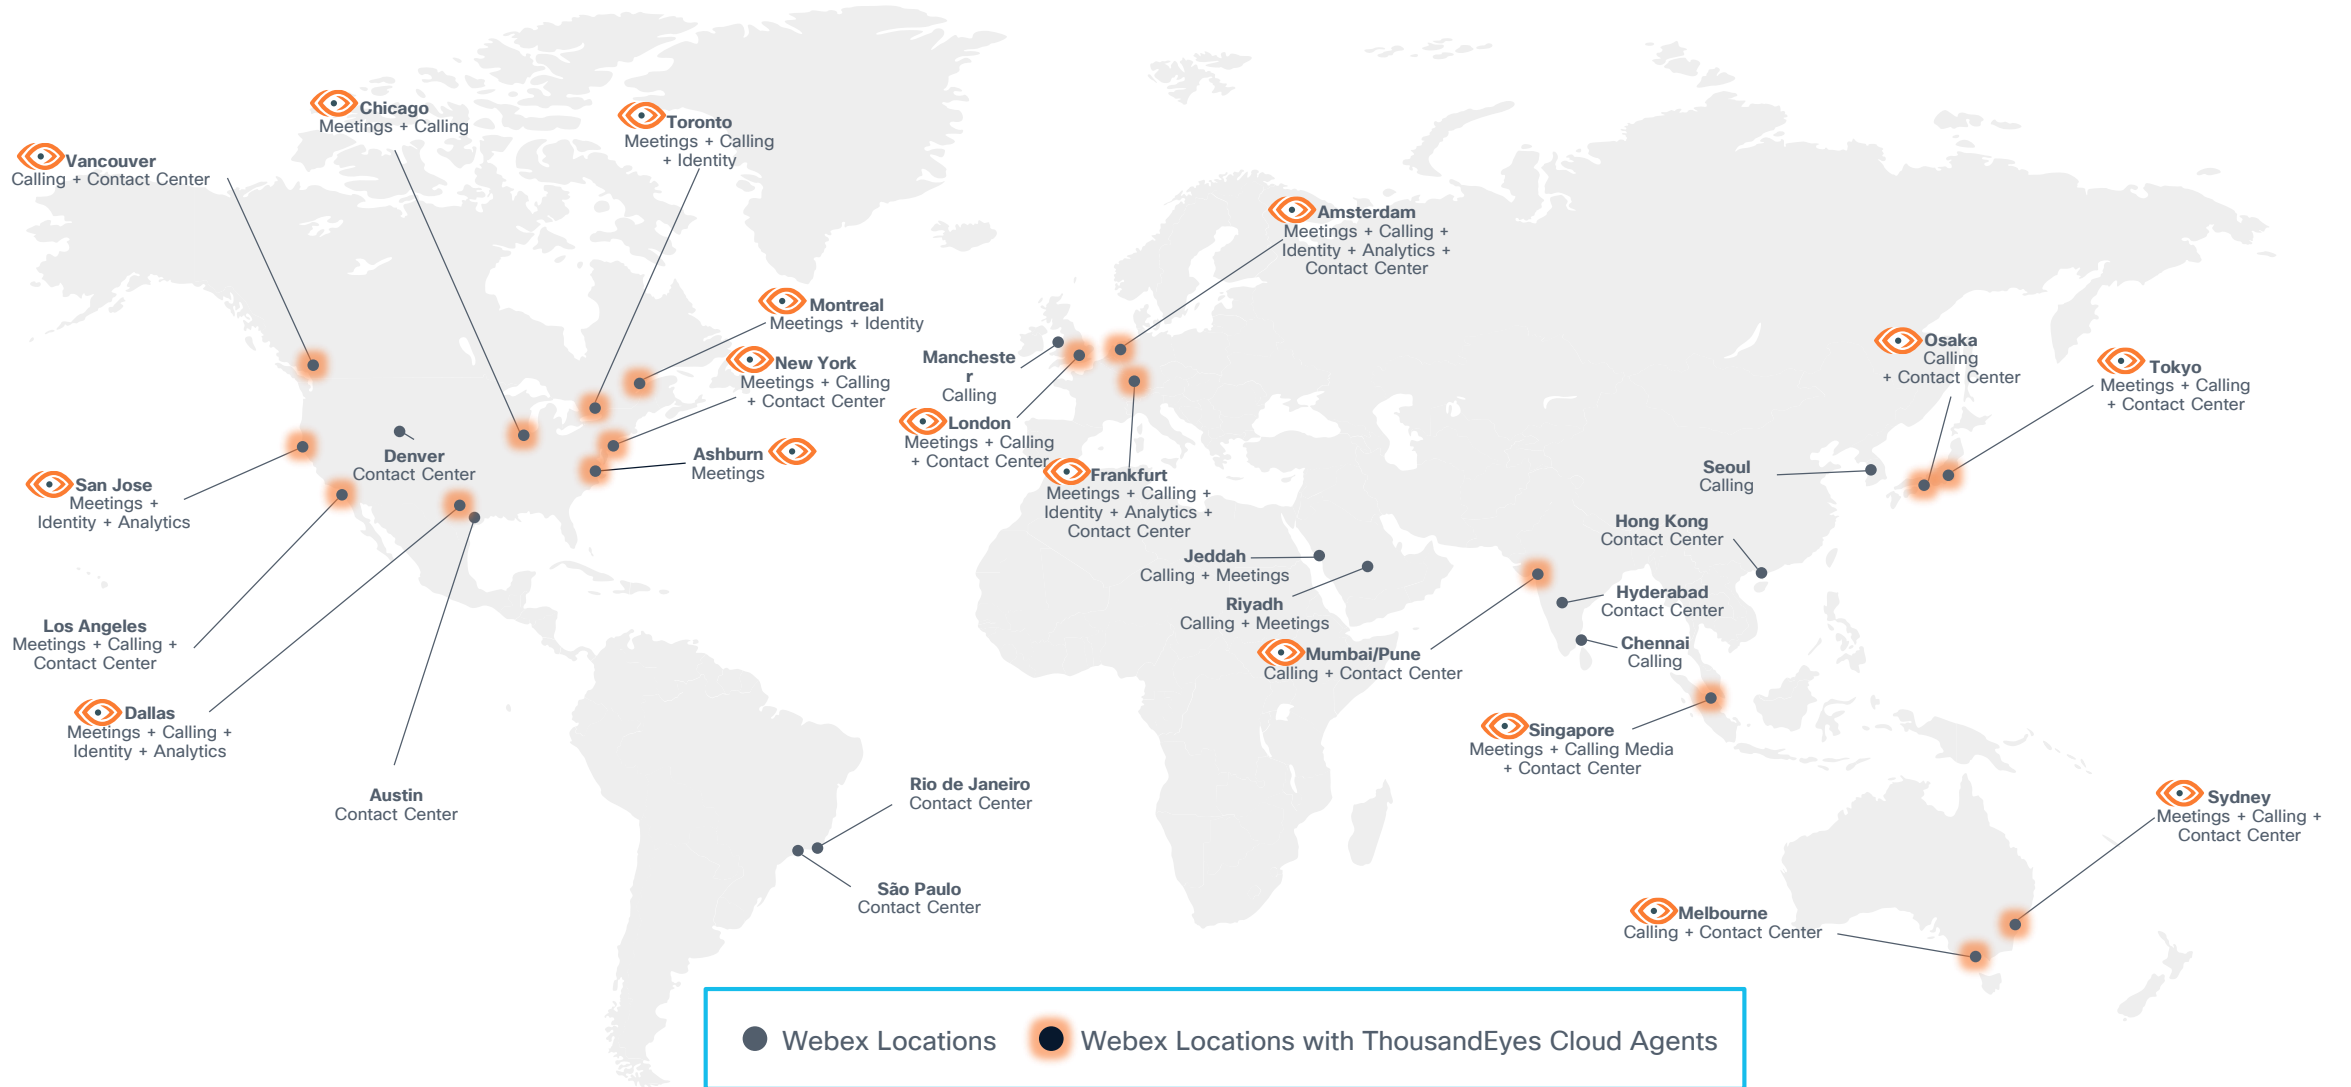 Chicago
Meetings + Calling
Toronto
Meetings + Calling
+ Identity
Vancouver
Calling + Contact Center
Amsterdam
Meetings + Calling +
Identity + Analytics +
Contact Center
Montreal
Meetings + Identity
New York
Meetings + Calling
+ Contact Center
Mancheste
r
Calling
Osaka
Calling
+ Contact Center
Tokyo
Meetings + Calling
+ Contact Center
London
Meetings + Calling
+ Contact Center
Denver
Contact Center
Ashburn
Meetings
San Jose
Meetings +
Identity + Analytics
Frankfurt
Meetings + Calling +
Identity + Analytics +
Contact Center
Seoul
Calling
Hong Kong
Contact Center
Jeddah
Calling + Meetings
Riyadh
Calling + Meetings
Hyderabad
Contact Center
Los Angeles
Meetings + Calling +
Contact Center
Mumbai/Pune
Calling + Contact Center
Chennai
Calling
Dallas
Meetings + Calling +
Identity + Analytics
Singapore
Meetings + Calling Media
+ Contact Center
Austin
Contact Center
Rio de Janeiro
Contact Center
Sydney
Meetings + Calling +
Contact Center
São Paulo
Contact Center
Melbourne
Calling + Contact Center
Webex Locations
Webex Locations with ThousandEyes Cloud Agents